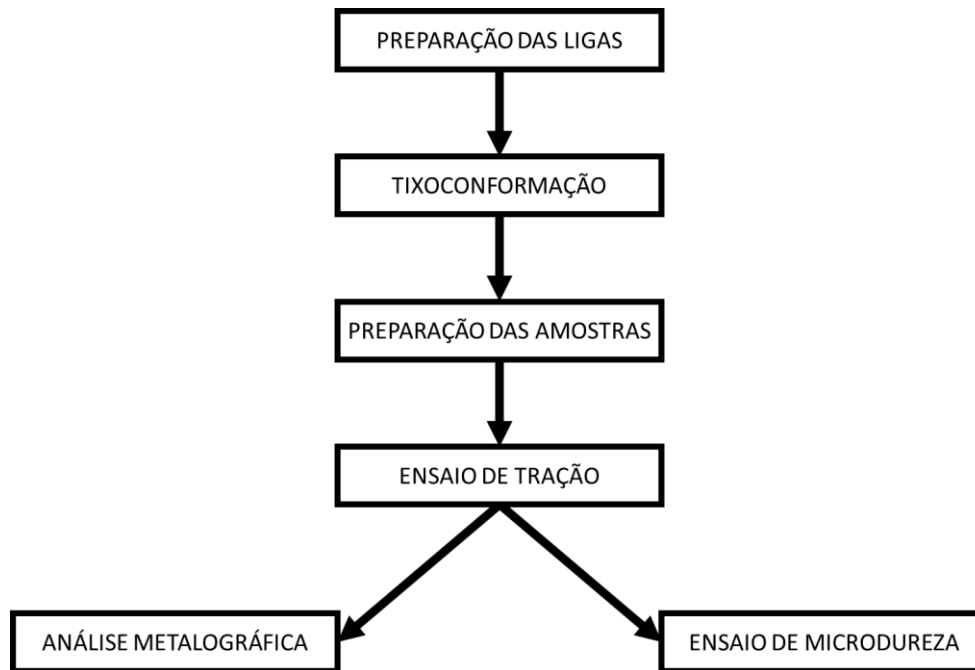 PREPARAÇÃO DAS LIGAS
TIXOCONFORMAÇÃO
PREPARAÇÃO DAS AMOSTRAS
ENSAIO DE TRAÇÃO
ANÁLISE METALOGRÁFICA
ENSAIO DE MICRODUREZA